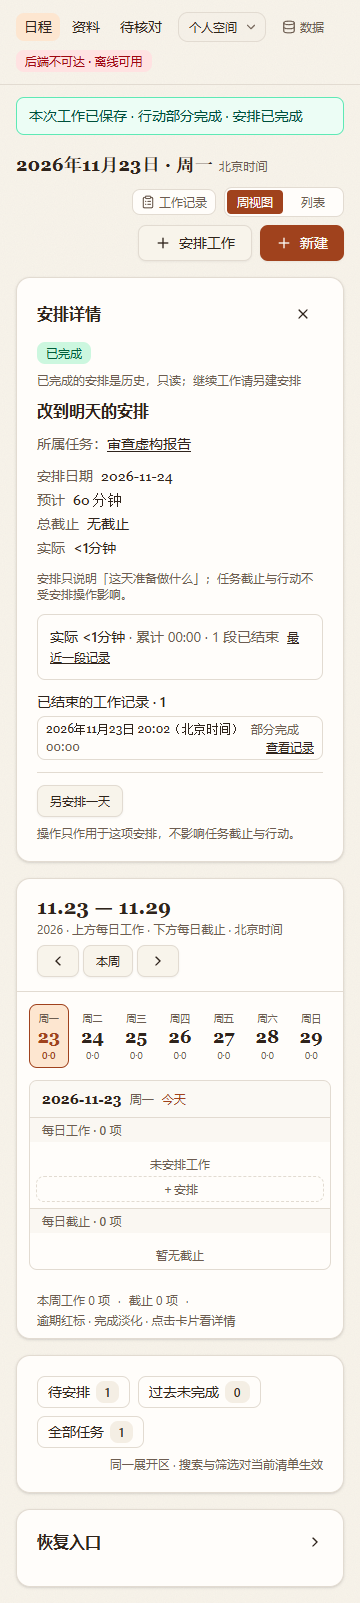 日程 资料 待核对 个人空间 数据
后端不可达 · 离线可用
本次工作已保存 · 行动部分完成 · 安排已完成
2026年11月23日 · 周一 北京时间
工作记录 周视图 列表
+ 安排工作 + 新建
安排详情
已完成
已完成的安排是历史，只读；继续工作请另建安排
改到明天的安排
所属任务：审查虚构报告
安排日期 2026-11-24
预计 60 分钟
总截止 无截止
实际 <1分钟
安排只说明「这天准备做什么」；任务截止与行动不
受安排操作影响。
实际 <1分钟 · 累计 00:00 · 1 段已结束 最
近一段记录
已结束的工作记录 · 1
2026年11月23日 20:02（北京时间） 部分完成
00:00 查看记录
另安排一天
操作只作用于这项安排，不影响任务截止与行动。
11.23 — 11.29
2026 · 上方每日工作 · 下方每日截止 · 北京时间
本周
周一 周二 周三 周四 周五 周六 周日
23 24 25 26 27 28 29
0·0 0·0 0·0 0·0 0·0 0·0 0·0
2026-11-23 周一 今天
每日工作 · 0 项
未安排工作
+ 安排
每日截止 · 0 项
暂无截止
本周工作 0 项 · 截止 0 项 ·
逾期红标 · 完成淡化 · 点击卡片看详情
待安排 1 过去未完成 0
全部任务 1
同一展开区 · 搜索与筛选对当前清单生效
恢复入口